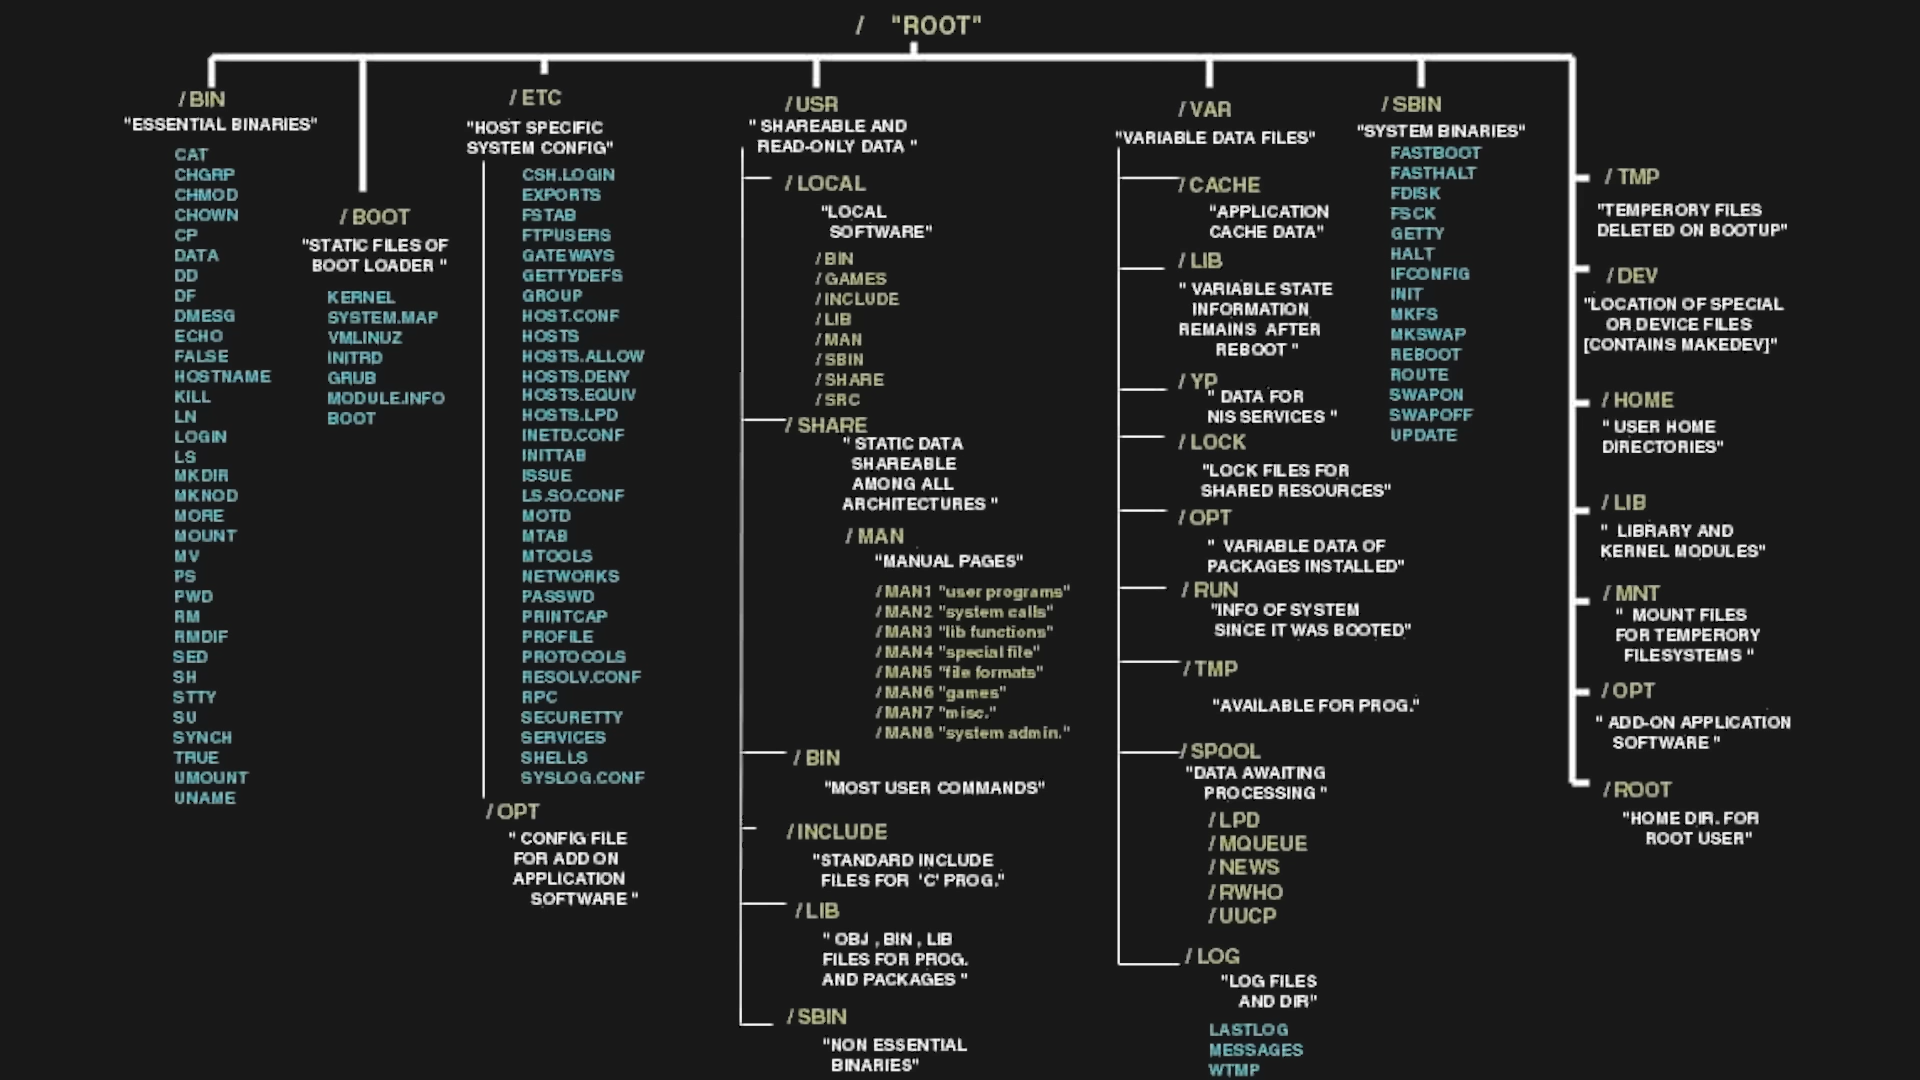 / "ROOT"
/BIN
"ESSENTIAL BINARIES"
CAT
CHGRP
CHMOD
CHOWN
CP
DATA
DD
DF
DMESG
ECHO
FALSE
HOSTNAME
KILL
LN
LOGIN
LS
MKDIR
MKNOD
MORE
MOUNT
MV
PS
PWD
RM
RMDIF
SED
SH
STTY
SU
SYNCH
TRUE
UMOUNT
UNAME
/BOOT
"STATIC FILES OF
BOOT LOADER "
KERNEL
SYSTEM.MAP
VMLINUZ
INITRD
GRUB
MODULE.INFO
BOOT
/ETC
"HOST SPECIFIC
SYSTEM CONFIG"
CSH.LOGIN
EXPORTS
FSTAB
FTPUSERS
GATEWAYS
GETTYDEFS
GROUP
HOST.CONF
HOSTS
HOSTS.ALLOW
HOSTS.DENY
HOSTS.EQUIV
HOSTS.LPD
INETD.CONF
INITTAB
ISSUE
LS.SO.CONF
MOTD
MTAB
MTOOLS
NETWORKS
PASSWD
PRINTCAP
PROFILE
PROTOCOLS
RESOLV.CONF
RPC
SECURETTY
SERVICES
SHELLS
SYSLOG.CONF
/OPT
" CONFIG FILE
FOR ADD ON
APPLICATION
SOFTWARE "
/USR
" SHAREABLE AND
READ-ONLY DATA "
/LOCAL
"LOCAL
SOFTWARE"
/BIN
/GAMES
/INCLUDE
/LIB
/MAN
/SBIN
/SHARE
/SRC
/SHARE
" STATIC DATA
SHAREABLE
AMONG ALL
ARCHITECTURES "
/MAN
"MANUAL PAGES"
/MAN1 "user programs"
/MAN2 "system calls"
/MAN3 "lib functions"
/MAN4 "special file"
/MAN5 "file formats"
/MAN6 "games"
/MAN7 "misc."
/MAN8 "system admin."
/BIN
"MOST USER COMMANDS"
/INCLUDE
"STANDARD INCLUDE
FILES FOR 'C' PROG."
/LIB
" OBJ , BIN , LIB
FILES FOR PROG.
AND PACKAGES "
/SBIN
"NON ESSENTIAL
BINARIES"
/VAR
"VARIABLE DATA FILES"
/CACHE
"APPLICATION
CACHE DATA"
/LIB
" VARIABLE STATE
INFORMATION
REMAINS AFTER
REBOOT "
/YP
" DATA FOR
NIS SERVICES "
/LOCK
"LOCK FILES FOR
SHARED RESOURCES"
/OPT
" VARIABLE DATA OF
PACKAGES INSTALLED"
/RUN
"INFO OF SYSTEM
SINCE IT WAS BOOTED"
/TMP
"AVAILABLE FOR PROG."
/SPOOL
"DATA AWAITING
PROCESSING "
/LPD
/MQUEUE
/NEWS
/RWHO
/UUCP
/LOG
"LOG FILES
AND DIR"
LASTLOG
MESSAGES
WTMP
/SBIN
"SYSTEM BINARIES"
FASTBOOT
FASTHALT
FDISK
FSCK
GETTY
HALT
IFCONFIG
INIT
MKFS
MKSWAP
REBOOT
ROUTE
SWAPON
SWAPOFF
UPDATE
/TMP
"TEMPERORY FILES
DELETED ON BOOTUP"
/DEV
"LOCATION OF SPECIAL
OR DEVICE FILES
[CONTAINS MAKEDEV]"
/HOME
" USER HOME
DIRECTORIES"
/LIB
" LIBRARY AND
KERNEL MODULES"
/MNT
" MOUNT FILES
FOR TEMPERORY
FILESYSTEMS "
/OPT
" ADD-ON APPLICATION
SOFTWARE "
/ROOT
"HOME DIR. FOR
ROOT USER"